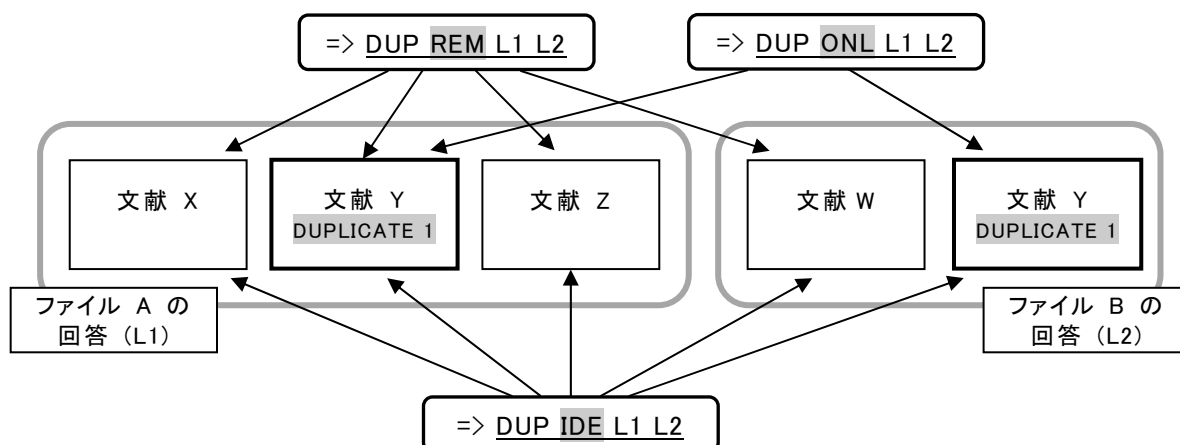 => DUP REM L1 L2
=> DUP ONL L1 L2
文献 X
文献 Y
DUPLICATE 1
文献 Z
文献 W
文献 Y
DUPLICATE 1
ファイル A の
回答 (L1)
ファイル B の
回答 (L2)
=> DUP IDE L1 L2